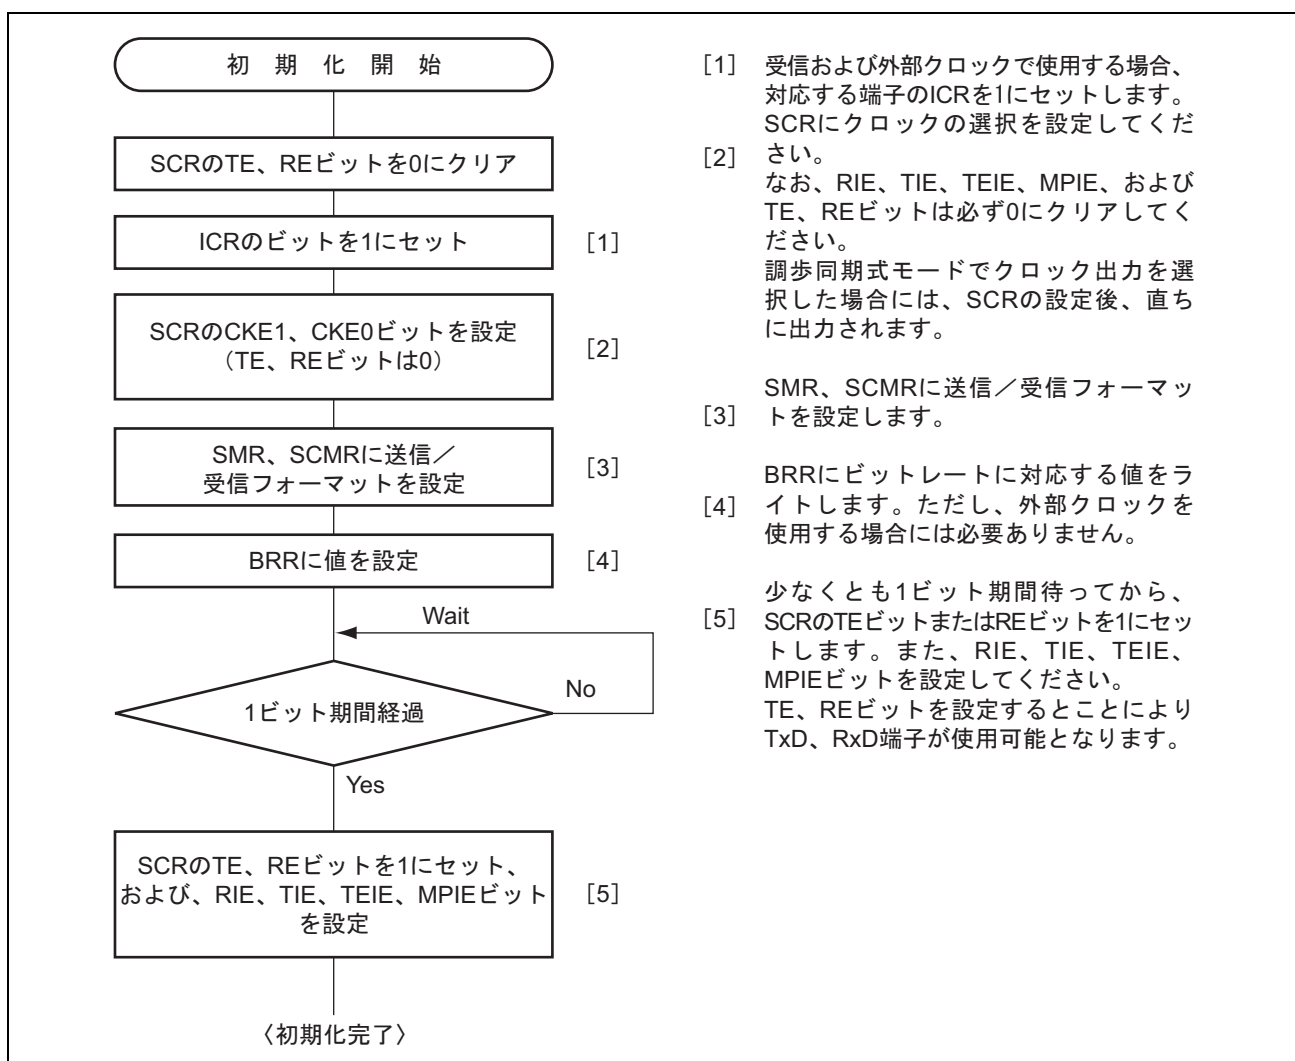 初期化開始
SCRのTE、REビットを0にクリア
ICRのビットを1にセット
[1]
SCRのCKE1、CKE0ビットを設定
（TE、REビットは0）
[2]
SMR、SCMRに送信／
受信フォーマットを設定
[3]
BRRに値を設定
[4]
Wait
1ビット期間経過
No
Yes
SCRのTE、REビットを1にセット、
および、RIE、TIE、TEIE、MPIEビット
を設定
[5]
〈初期化完了〉
[1] 受信および外部クロックで使用する場合、
対応する端子のICRを1にセットします。
SCRにクロックの選択を設定してくだ
[2] さい。
なお、RIE、TIE、TEIE、MPIE、および
TE、REビットは必ず0にクリアしてく
ださい。
調歩同期式モードでクロック出力を選
択した場合には、SCRの設定後、直ち
に出力されます。
SMR、SCMRに送信／受信フォーマッ
[3] トを設定します。
BRRにビットレートに対応する値をラ
[4] イトします。ただし、外部クロックを
使用する場合には必要ありません。
少なくとも1ビット期間待ってから、
[5] SCRのTEビットまたはREビットを1にセッ
トします。また、RIE、TIE、TEIE、
MPIEビットを設定してください。
TE、REビットを設定するとことにより
TxD、RxD端子が使用可能となります。